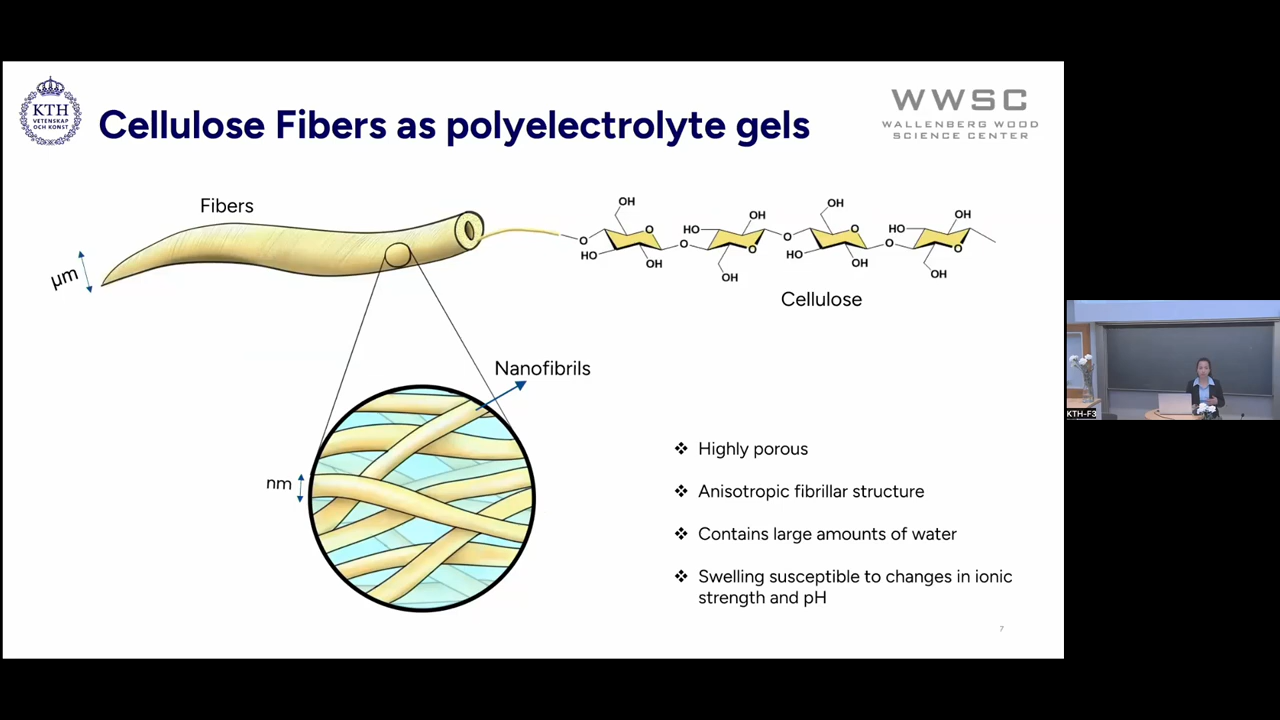 KTH
VETENSKAP
OCH KONST
Cellulose Fibers as polyelectrolyte gels
WWSC
WALLENBERG WOOD
SCIENCE CENTER
Fibers
µm
OH
O
O
HO
OH
HO
OH
O
O
OH
O
OH
O
HO
OH
O
HO
OH
O
OH
Cellulose
Nanofibrils
nm
❖ Highly porous
❖ Anisotropic fibrillar structure
❖ Contains large amounts of water
❖ Swelling susceptible to changes in ionic
strength and pH
7
KTH-F3